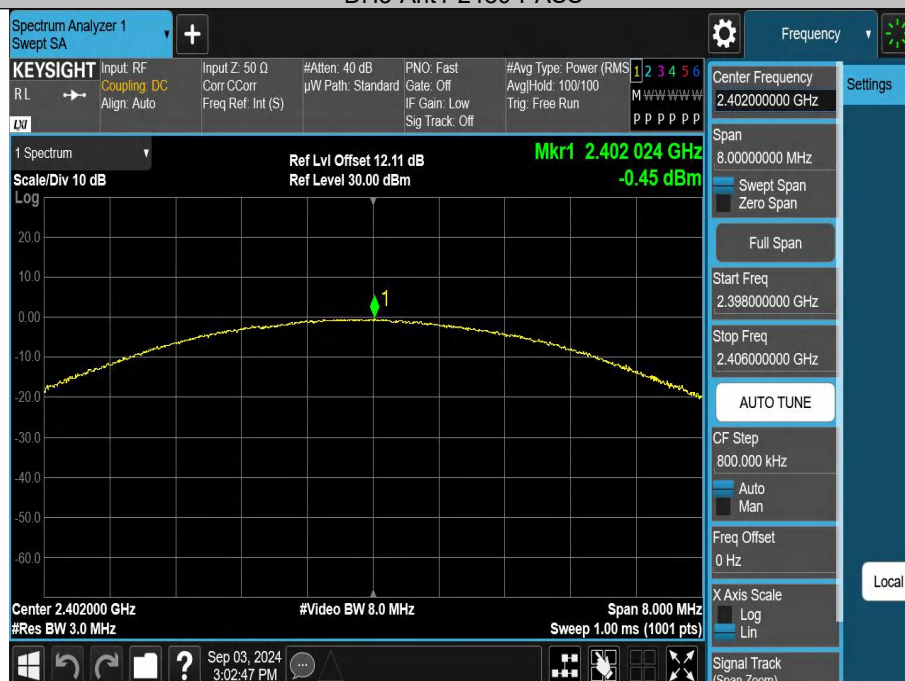 Spectrum Analyzer 1
Swept SA
Frequency
KEYSIGHT
RL
LXI
Input: RF
Coupling: DC
Align: Auto
Input Z: 50 Ω
Corr CCorr
Freq Ref: Int (S)
#Atten: 40 dB
µW Path: Standard
PNO: Fast
Gate: Off
IF Gain: Low
Sig Track: Off
#Avg Type: Power (RMS
Avg|Hold: 100/100
Trig: Free Run
1 2 3 4 5 6
M W W W W W
P P P P P P
1 Spectrum
Scale/Div 10 dB
Log
Ref Lvl Offset 12.11 dB
Ref Level 30.00 dBm
Mkr1 2.402 024 GHz
-0.45 dBm
1
20.0
10.0
0.00
-10.0
-20.0
-30.0
-40.0
-50.0
-60.0
Center 2.402000 GHz
#Res BW 3.0 MHz
#Video BW 8.0 MHz
Span 8.000 MHz
Sweep 1.00 ms (1001 pts)
?
Sep 03, 2024
3:02:47 PM
Center Frequency
2.402000000 GHz
Span
8.00000000 MHz
Swept Span
Zero Span
Full Span
Start Freq
2.398000000 GHz
Stop Freq
2.406000000 GHz
AUTO TUNE
CF Step
800.000 kHz
Auto
Man
Freq Offset
0 Hz
X Axis Scale
Log
Lin
Signal Track
(Span Zoom)
Settings
Local